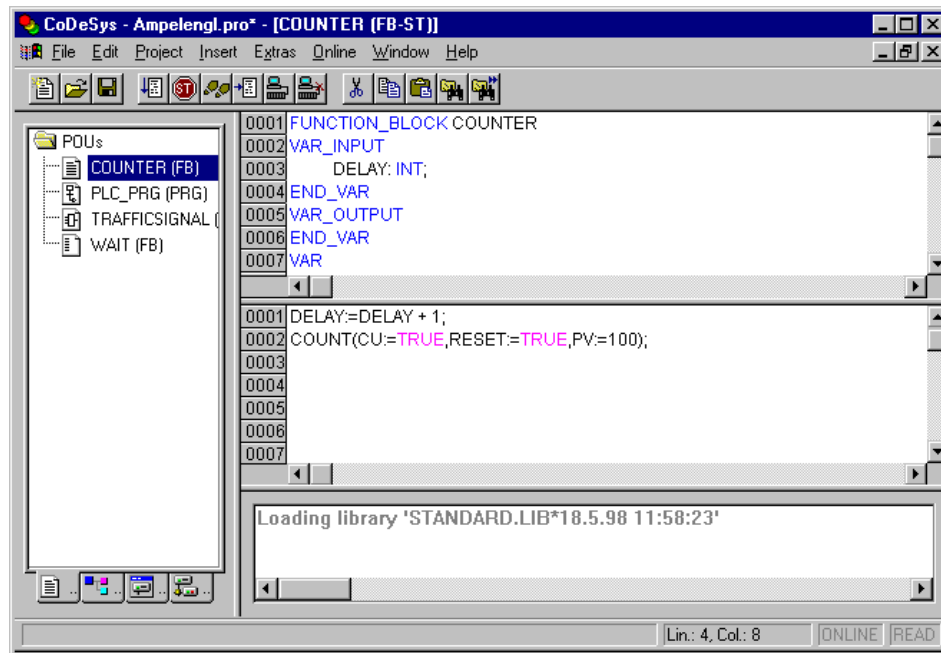 CoDeSys - Ampelengl.pro* - [COUNTER (FB-ST)]
File Edit Project Insert Extras Online Window Help
POUs
COUNTER (FB)
PLC_PRG (PRG)
TRAFFICSIGNAL (
WAIT (FB)
0001 FUNCTION_BLOCK COUNTER
0002 VAR_INPUT
0003 DELAY: INT;
0004 END_VAR
0005 VAR_OUTPUT
0006 END_VAR
0007 VAR
0001 DELAY:=DELAY + 1;
0002 COUNT(CU:=TRUE,RESET:=TRUE,PV:=100);
0003
0004
0005
0006
0007
Loading library 'STANDARD.LIB*18.5.98 11:58:23'
Lin.: 4, Col.: 8 ONLINE READ